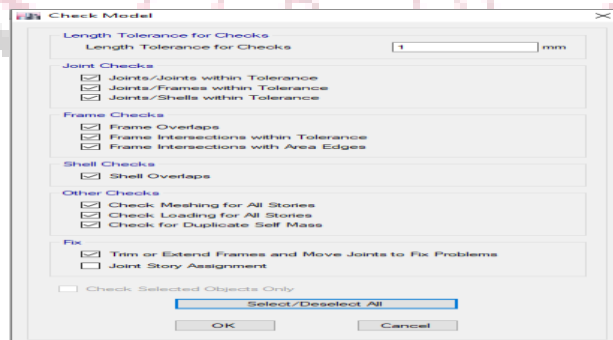 Check Model
Length Tolerance for Checks
Length Tolerance for Checks 1 mm
Joint Checks
Joints/Joints within Tolerance
Joints/Frames within Tolerance
Joints/Shells within Tolerance
Frame Checks
Frame Overlaps
Frame Intersections within Tolerance
Frame Intersections with Area Edges
Shell Checks
Shell Overlaps
Other Checks
Check Meshing for All Stories
Check Loading for All Stories
Check for Duplicate Self Mass
Fix
Trim or Extend Frames and Move Joints to Fix Problems
Joint Story Assignment
Check Selected Objects Only
Select/Deselect All
OK Cancel